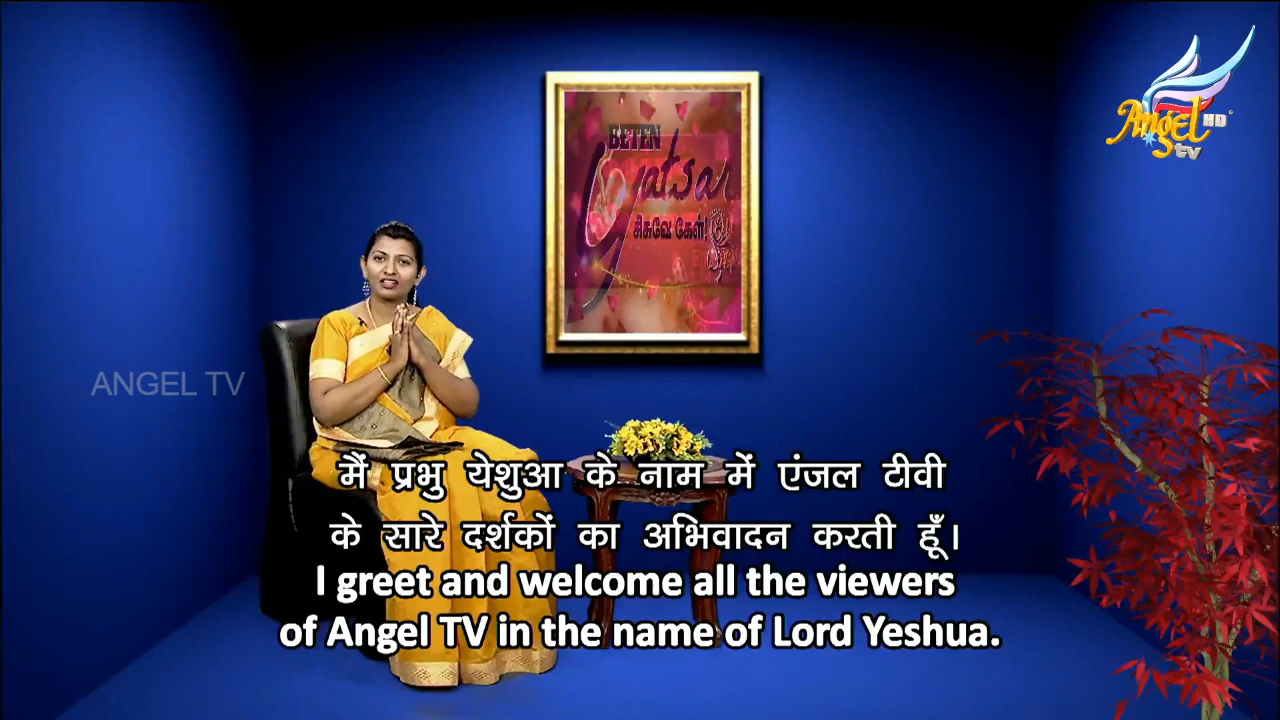 Angel HD
tv
BETEN
Yatsar
சிசுவே கேள்!
ANGEL TV
मैं प्रभु येशुआ के नाम में एंजल टीवी
के सारे दर्शकों का अभिवादन करती हूँ।
I greet and welcome all the viewers
of Angel TV in the name of Lord Yeshua.